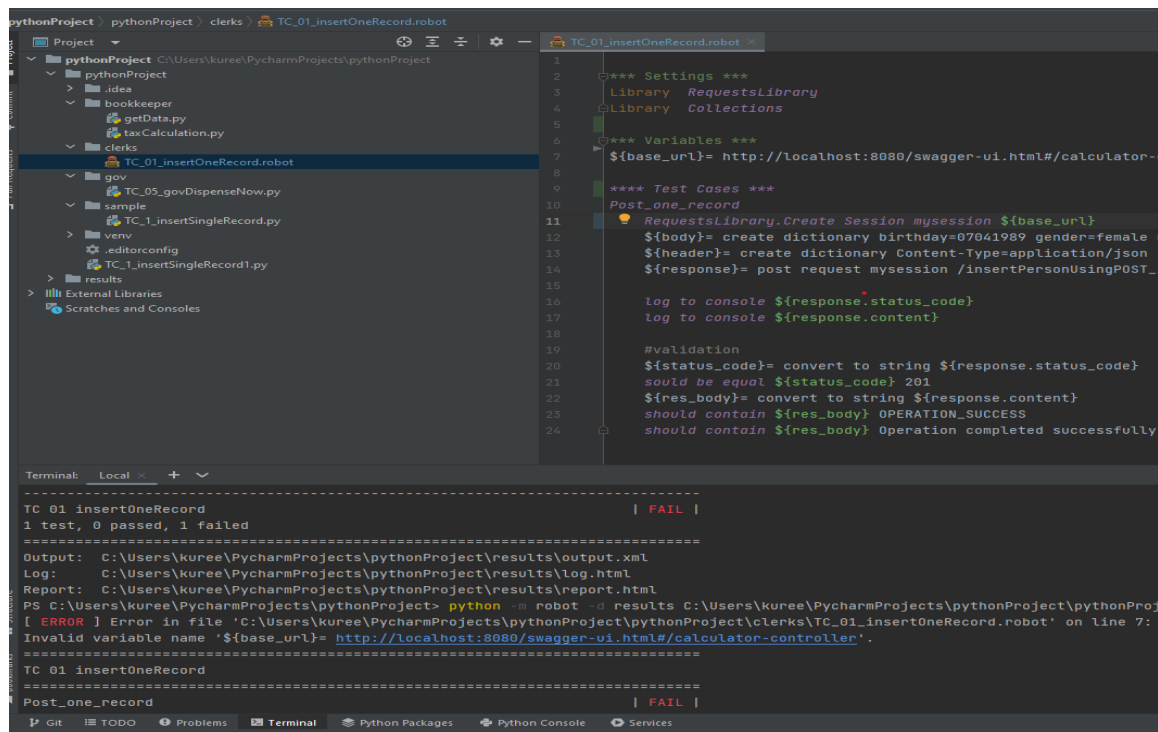 pythonProject pythonProject clerks TC_01_insertOneRecord.robot
Project
pythonProject C:\Users\kuree\PycharmProjects\pythonProject
pythonProject
.idea
bookkeeper
getData.py
taxCalculation.py
clerks
TC_01_insertOneRecord.robot
gov
TC_05_govDispenseNow.py
sample
TC_1_insertSingleRecord.py
venv
.editorconfig
TC_1_insertSingleRecord1.py
results
External Libraries
Scratches and Consoles
TC_01_insertOneRecord.robot
1
2 *** Settings ***
3 Library RequestsLibrary
4 Library Collections
5
6 *** Variables ***
7 ${base_url}= http://localhost:8080/swagger-ui.html#/calculator-
8
9 **** Test Cases ***
10 Post_one_record
11 RequestsLibrary.Create Session mysession ${base_url}
12 ${body}= create dictionary birthday=07041989 gender=female
13 ${header}= create dictionary Content-Type=application/json
14 ${response}= post request mysession /insertPersonUsingPOST_
15
16 log to console ${response.status_code}
17 log to console ${response.content}
18
19 #validation
20 ${status_code}= convert to string ${response.status_code}
21 sould be equal ${status_code} 201
22 ${res_body}= convert to string ${response.content}
23 should contain ${res_body} OPERATION_SUCCESS
24 should contain ${res_body} Operation completed successfully
Terminal: Local
------------------------------------------------------------------------------
TC 01 insertOneRecord | FAIL |
1 test, 0 passed, 1 failed
==============================================================================
Output: C:\Users\kuree\PycharmProjects\pythonProject\results\output.xml
Log: C:\Users\kuree\PycharmProjects\pythonProject\results\log.html
Report: C:\Users\kuree\PycharmProjects\pythonProject\results\report.html
PS C:\Users\kuree\PycharmProjects\pythonProject> python -m robot -d results C:\Users\kuree\PycharmProjects\pythonProject\pythonProj
[ ERROR ] Error in file 'C:\Users\kuree\PycharmProjects\pythonProject\pythonProject\clerks\TC_01_insertOneRecord.robot' on line 7:
Invalid variable name '${base_url}= http://localhost:8080/swagger-ui.html#/calculator-controller'.
==============================================================================
TC 01 insertOneRecord
==============================================================================
Post_one_record | FAIL |
Git TODO Problems Terminal Python Packages Python Console Services